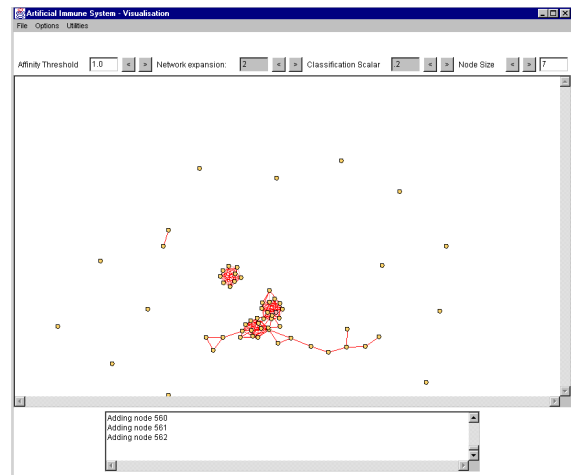 Artificial Immune System - Visualisation
File Options Utilities
Affinity Threshold 1.0 < > Network expansion: 2 < > Classification Scalar .2 < > Node Size < > 7
Adding node 560
Adding node 561
Adding node 562